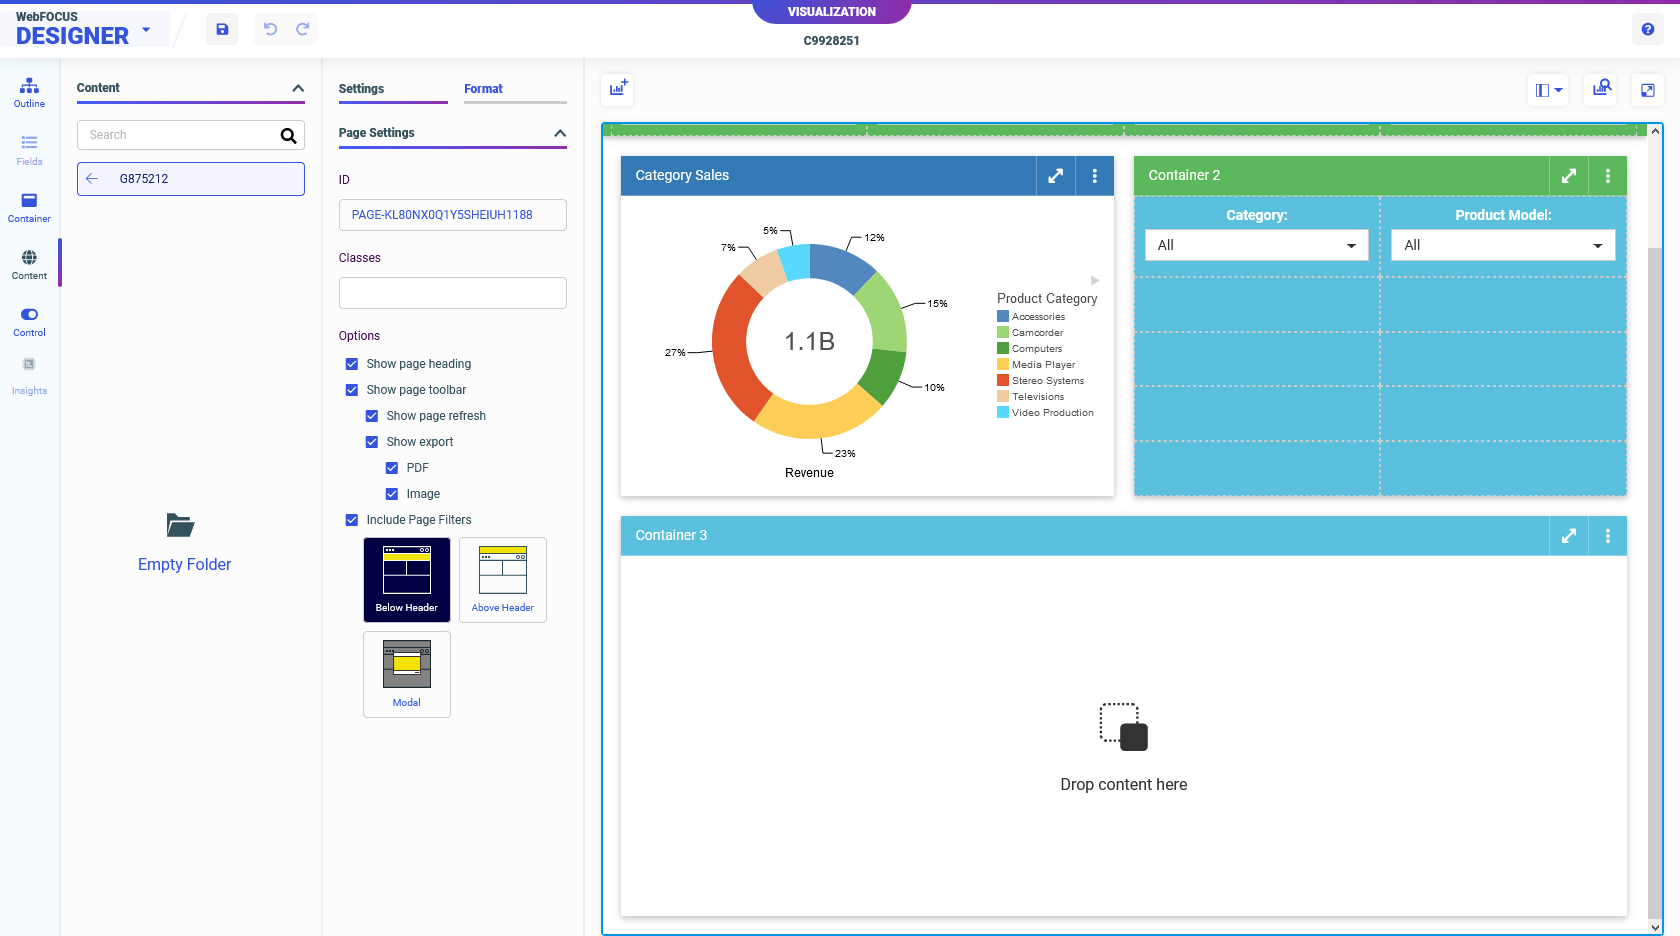 WebFOCUS
DESIGNER
VISUALIZATION
C9928251
Outline
Fields
Container
Content
Control
Insights
Content
Search
G875212
Empty Folder
Settings
Format
Page Settings
ID
PAGE-KL80NX0Q1Y5SHEIUH1188
Classes
Options
Show page heading
Show page toolbar
Show page refresh
Show export
PDF
Image
Include Page Filters
Below Header
Above Header
Modal
Category Sales
5%
12%
7%
15%
27%
1.1B
10%
23%
Revenue
Product Category
Accessories
Camcorder
Computers
Media Player
Stereo Systems
Televisions
Video Production
Container 2
Category:
Product Model:
All
All
Container 3
Drop content here